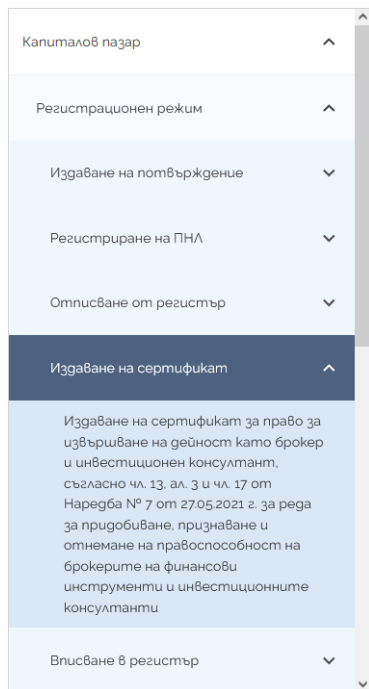 Капиталов пазар
Регистрационен режим
Издаване на потвърждение
Регистриране на ПНЛ
Отписване от регистър
Издаване на сертификат
Издаване на сертификат за право за
извършване на дейност като брокер
и инвестиционен консултант,
съгласно чл. 13, ал. 3 и чл. 17 от
Наредба № 7 от 27.05.2021 г. за реда
за придобиване, признаване и
отнемане на правоспособност на
брокерите на финансови
инструменти и инвестиционните
консултанти
Вписване в регистър